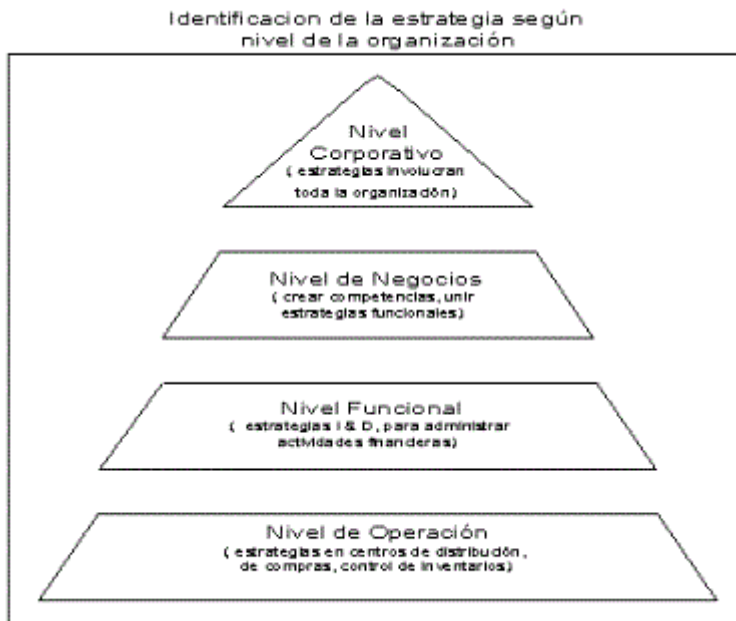 Identificacion de la estrategia según
nivel de la organización
Nivel
Corporativo
( estrategias involucran
toda la organización)
Nivel de Negocios
( crear competencias, unir
estrategias funcionales)
Nivel Funcional
( estrategias I & D, para administrar
actividades financieras)
Nivel de Operación
( estrategias en centros de distribución,
de compras, control de inventarios)